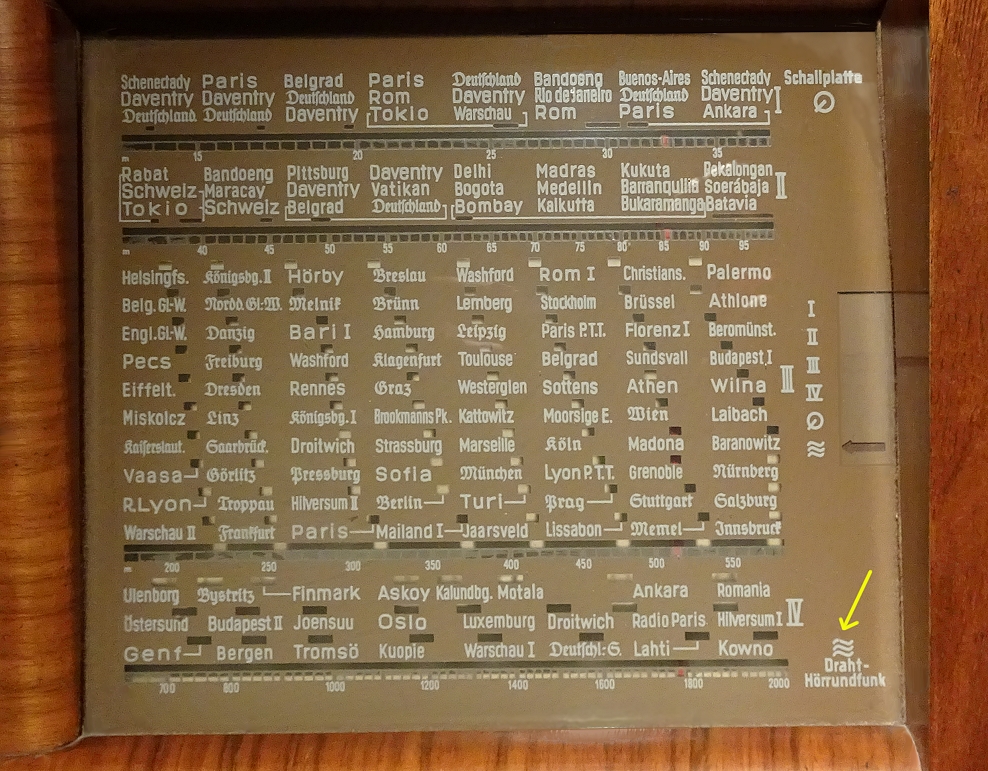 Schenectady Paris Belgrad Paris Deutschland Bandoeng Buenos-Aires Schenectady Schallplatte
Daventry Daventry Deutschland Rom Daventry Rio de Janeiro Deutschland Daventry I
Deutschland Deutschland Daventry Tokio Warschau Rom Paris Ankara
m 15 20 25 30 35
Rabat Bandoeng Pittsburg Daventry Delhi Madras Kukuta Pekalongan
Schweiz Maracay Daventry Vatikan Bogota Medellin Barranquilla Soerabaja II
Tokio Schweiz Belgrad Deutschland Bombay Kalkutta Bukaramanga Batavia
m 40 45 50 55 60 65 70 75 80 85 90 95
Helsingfs. Königsbg. II Hörby Breslau Washford Rom I Christians. Palermo
Belg. Gl.-W. Nordd. Gl.-W. Melnik Brünn Lemberg Stockholm Brüssel Athlone I
Engl. Gl.-W. Danzig Bari I Hamburg Leipzig Paris P.T.T. Florenz I Beromünst. II
Pecs Freiburg Washford Klagenfurt Toulouse Belgrad Sundsvall Budapest I III
Eiffelt. Dresden Rennes Graz Westerglen Sottens Athen Wilna III IV
Miskolcz Linz Königsbg. I Brookmanns Pk. Kattowitz Moorsige E. Wien Laibach
Kaiserslaut. Saarbrück. Droitwich Strassburg Marseille Köln Madona Baranowitz
Vaasa Görlitz Pressburg Sofia München Lyon P.T.T. Grenoble Nürnberg
R.Lyon Troppau Hilversum II Berlin Turi Prag Stuttgart Salzburg
Warschau II Frankfurt Paris Mailand I Jaarsveld Lissabon Memel Innsbruck
m 200 250 300 350 400 450 500 550
Ulenborg Bystritz Finmark Askoy Kalundbg. Motala Ankara Romania
Östersund Budapest II Joensuu Oslo Luxemburg Droitwich Radio Paris Hilversum I IV
Genf Bergen Tromsö Kuopie Warschau I Deutschl.-S. Lahti Kowno
Draht-
Hörrundfunk
700 800 1000 1200 1400 1600 1800 2000